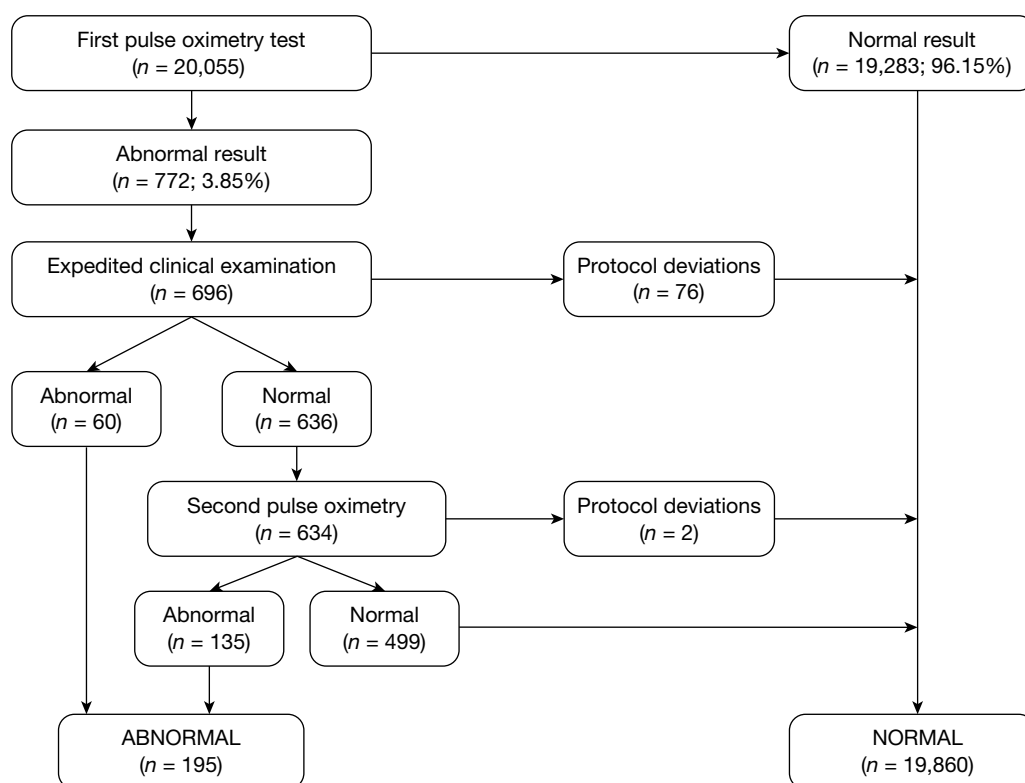 First pulse oximetry test
(n = 20,055)
Normal result
(n = 19,283; 96.15%)
Abnormal result
(n = 772; 3.85%)
Expedited clinical examination
(n = 696)
Protocol deviations
(n = 76)
Abnormal
(n = 60)
Normal
(n = 636)
Second pulse oximetry
(n = 634)
Protocol deviations
(n = 2)
Abnormal
(n = 135)
Normal
(n = 499)
ABNORMAL
(n = 195)
NORMAL
(n = 19,860)